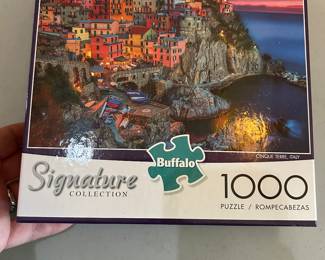 CINQUE TERRE, ITALY
Buffalo
Signature
COLLECTION
1000
PUZZLE / ROMPECABEZAS